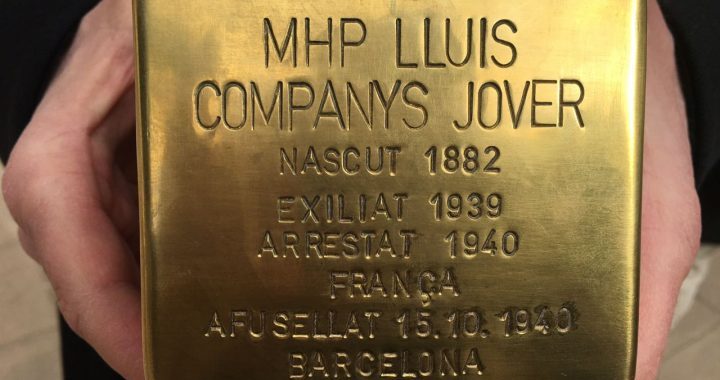 MHP LLUIS
COMPANYS JOVER
NASCUT 1882
EXILIAT 1939
ARRESTAT 1940
FRANÇA
AFUSELLAT 15.10.1940
BARCELONA